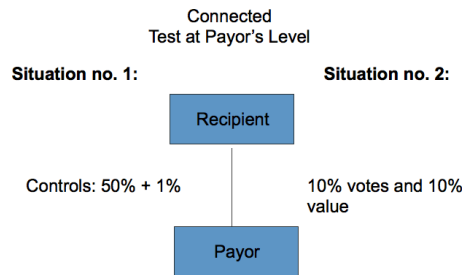 Connected
Test at Payor's Level
Situation no. 1:
Situation no. 2:
Recipient
Controls: 50% + 1%
10% votes and 10%
value
Payor